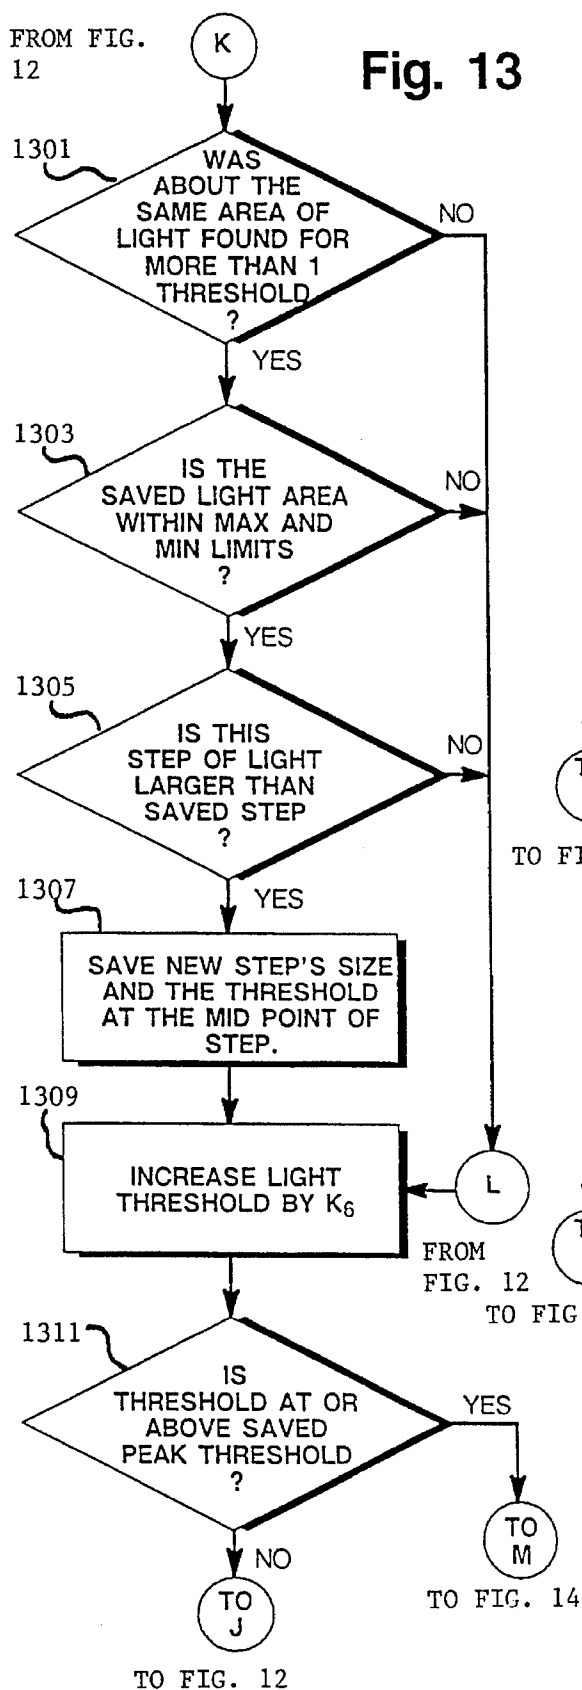 FROM FIG.
12
K
Fig. 13
1301
WAS
ABOUT THE
SAME AREA OF
LIGHT FOUND FOR
MORE THAN 1
THRESHOLD
?
NO
YES
1303
IS THE
SAVED LIGHT AREA
WITHIN MAX AND
MIN LIMITS
?
NO
YES
1305
IS THIS
STEP OF LIGHT
LARGER THAN
SAVED STEP
?
NO
TO
YES
1307
SAVE NEW STEP'S SIZE
AND THE THRESHOLD
AT THE MID POINT OF
STEP.
1309
INCREASE LIGHT
THRESHOLD BY K6
L
FROM
FIG. 12
TO FIG
1311
IS
THRESHOLD AT OR
ABOVE SAVED
PEAK THRESHOLD
?
YES
TO
M
TO FIG. 14
NO
TO
J
TO FIG. 12